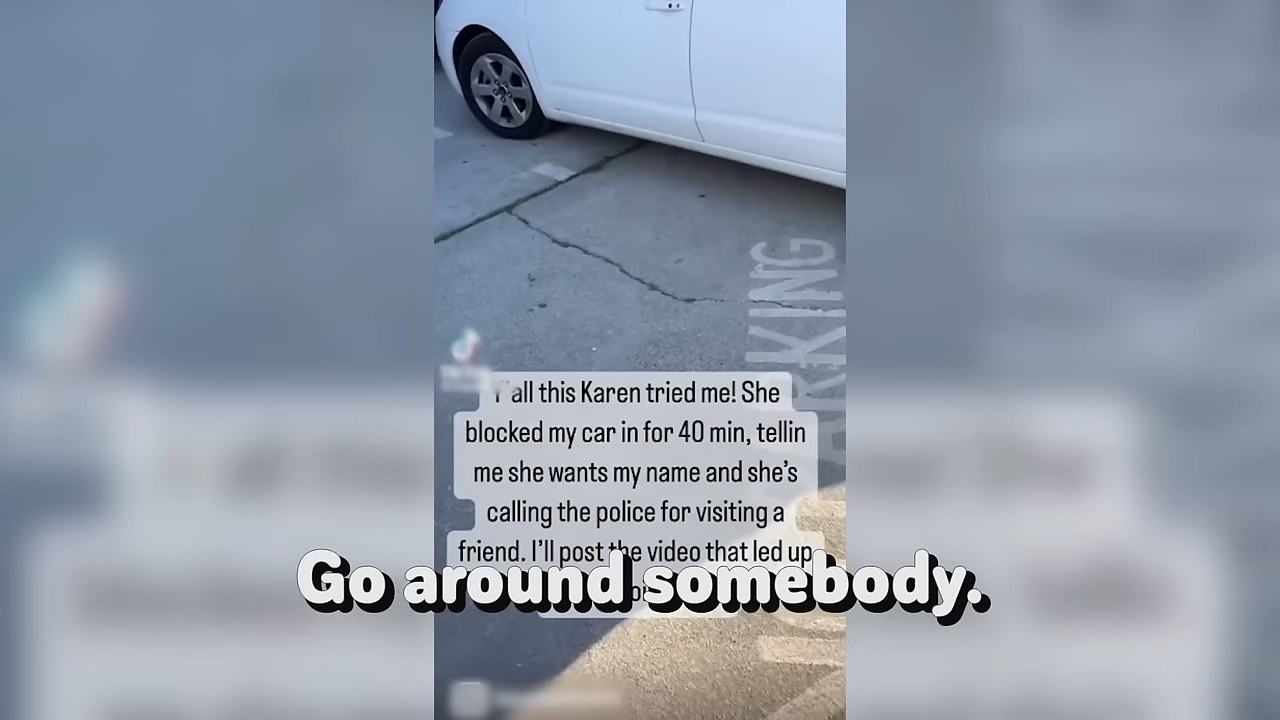 Y'all this Karen tried me! She
blocked my car in for 40 min, tellin
me she wants my name and she's
calling the police for visiting a
friend. I'll post the video that led up
Go around somebody.